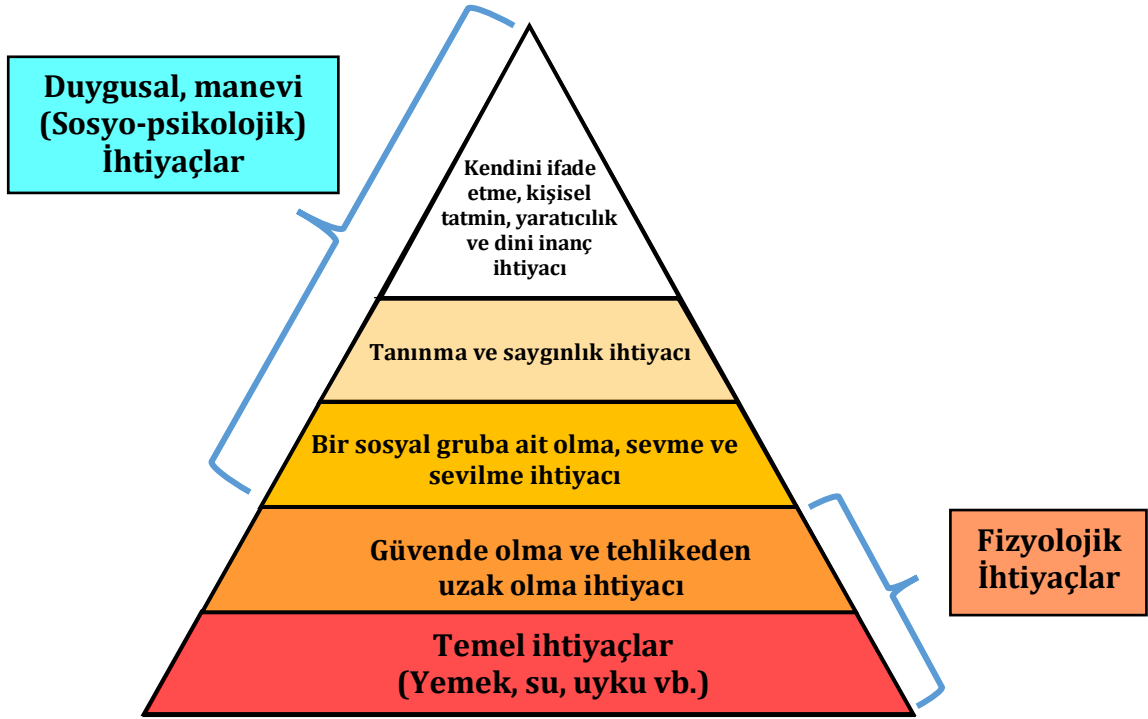 Duygusal, manevi
(Sosyo-psikolojik)
İhtiyaçlar
Kendini ifade
etme, kişisel
tatmin, yaratıcılık
ve dini inanç
ihtiyacı
Tanınma ve saygınlık ihtiyacı
Bir sosyal gruba ait olma, sevme ve
sevilme ihtiyacı
Güvende olma ve tehlikeden
uzak olma ihtiyacı
Fizyolojik
İhtiyaçlar
Temel ihtiyaçlar
(Yemek, su, uyku vb.)